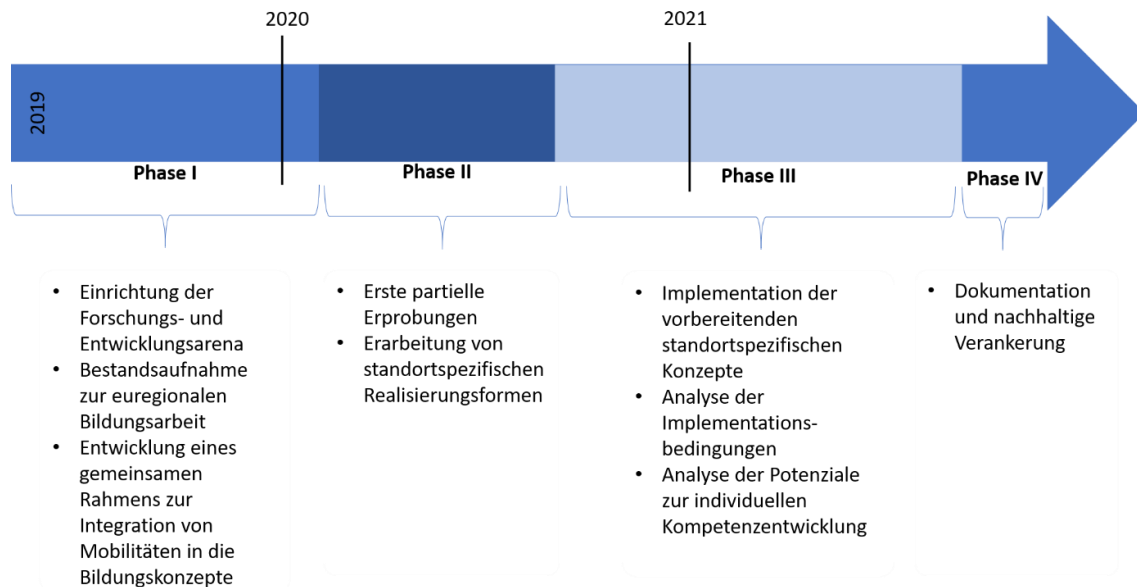 2020
2021
2019
Phase I
Phase II
Phase III
Phase IV
• Einrichtung der
Forschungs- und
Entwicklungsarena
• Bestandsaufnahme
zur euregionalen
Bildungsarbeit
• Entwicklung eines
gemeinsamen
Rahmens zur
Integration von
Mobilitäten in die
Bildungskonzepte
• Erste partielle
Erprobungen
• Erarbeitung von
standortspezifischen
Realisierungsformen
• Implementation der
vorbereitenden
standortspezifischen
Konzepte
• Analyse der
Implementations-
bedingungen
• Analyse der Potenziale
zur individuellen
Kompetenzentwicklung
• Dokumentation
und nachhaltige
Verankerung